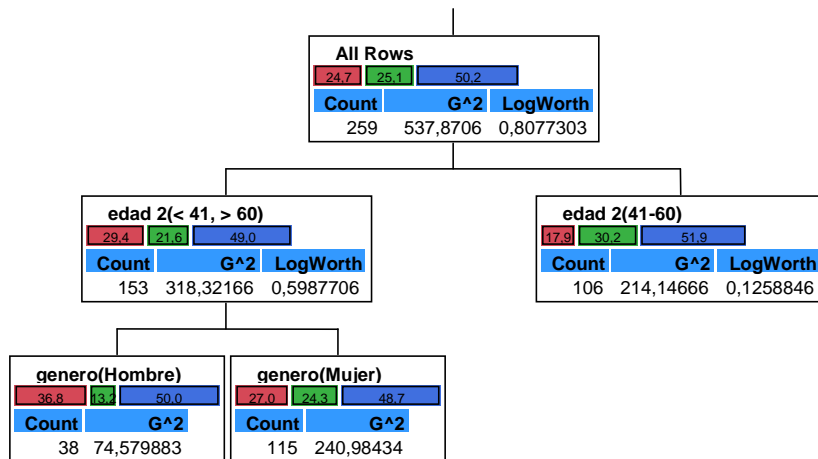 All Rows
24,7 25,1 50,2
Count G^2 LogWorth
259 537,8706 0,8077303
edad 2(< 41, > 60)
29,4 21,6 49,0
Count G^2 LogWorth
153 318,32166 0,5987706
edad 2(41-60)
17,9 30,2 51,9
Count G^2 LogWorth
106 214,14666 0,1258846
genero(Hombre)
36,8 13,2 50,0
Count G^2
38 74,579883
genero(Mujer)
27,0 24,3 48,7
Count G^2
115 240,98434